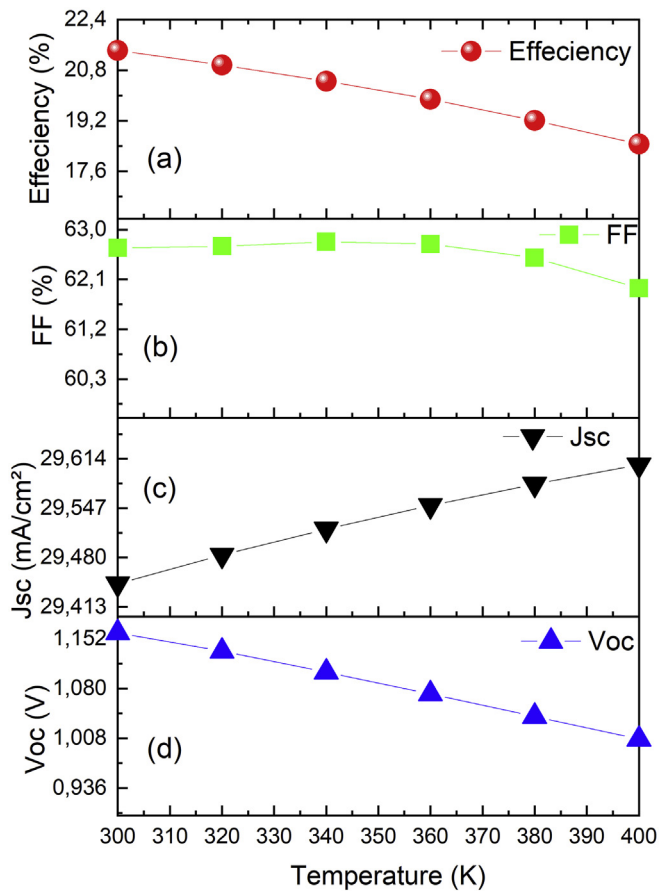 Effeciency (%)
22,4
20,8
19,2
17,6
Effeciency
(a)
FF (%)
63,0
62,1
61,2
60,3
FF
(b)
Jsc (mA/cm²)
29,614
29,547
29,480
29,413
Jsc
(c)
Voc (V)
1,152
1,080
1,008
0,936
Voc
(d)
300 310 320 330 340 350 360 370 380 390 400
Temperature (K)